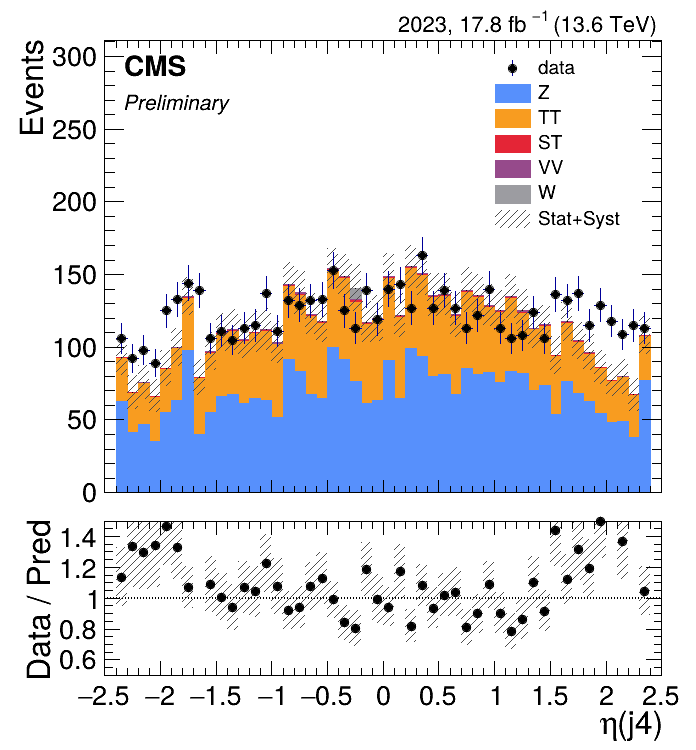 2023, 17.8 fb⁻¹ (13.6 TeV)
CMS
Preliminary
Events
300
250
200
150
100
50
0
data
Z
TT
ST
VV
W
Stat+Syst
Data / Pred
1.4
1.2
1
0.8
0.6
−2.5 −2 −1.5 −1 −0.5 0 0.5 1 1.5 2 2.5
η(j4)